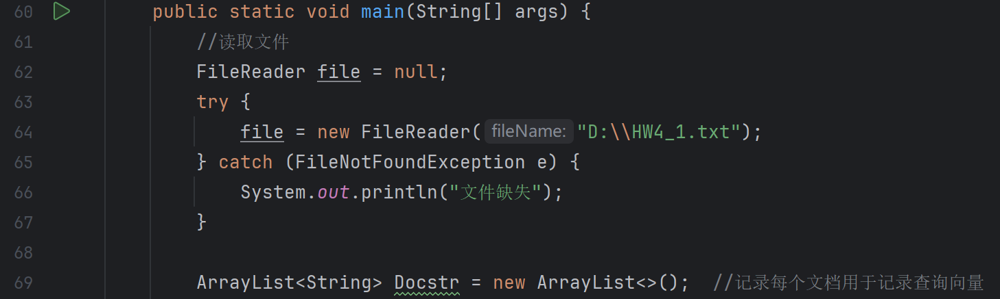 60 public static void main(String[] args) {
61 //读取文件
62 FileReader file = null;
63 try {
64 file = new FileReader( fileName: "D:\\HW4_1.txt");
65 } catch (FileNotFoundException e) {
66 System.out.println("文件缺失");
67 }
68
69 ArrayList<String> Docstr = new ArrayList<>(); //记录每个文档用于记录查询向量